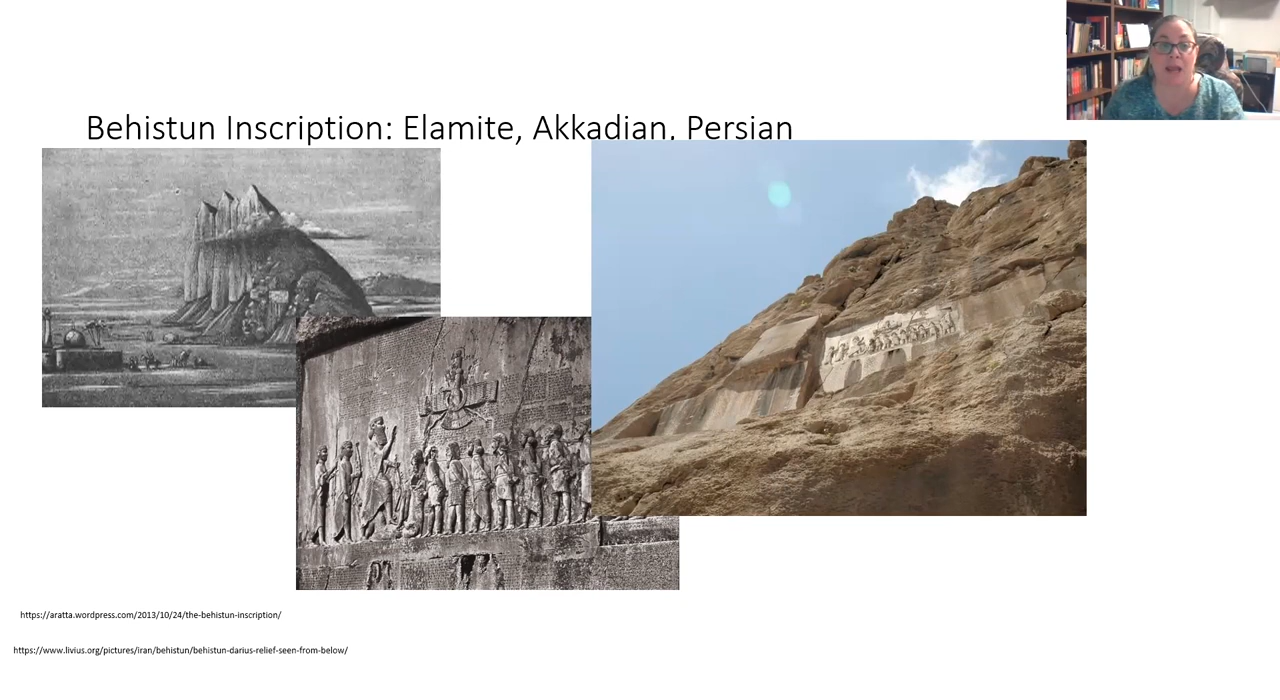 Behistun Inscription: Elamite, Akkadian, Persian
https://aratta.wordpress.com/2013/10/24/the-behistun-inscription/
https://www.livius.org/pictures/iran/behistun/behistun-darius-relief-seen-from-below/